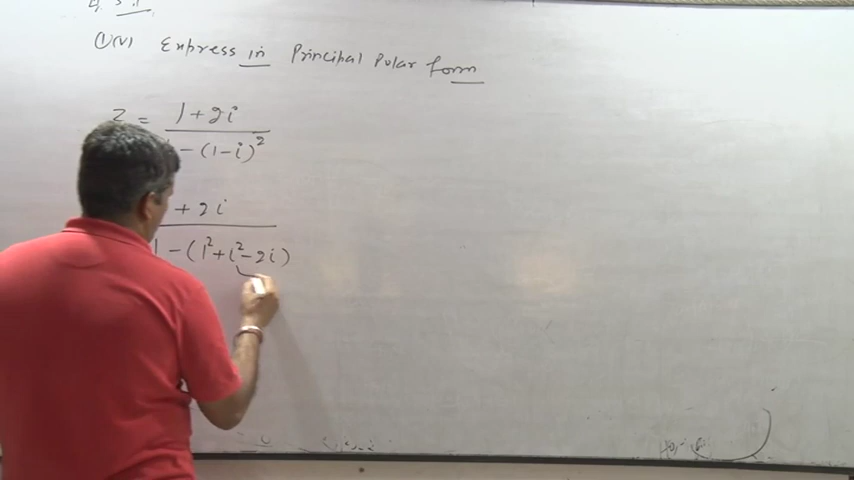 1(v) Express in Principal Polar form
z = 1+2i
- (1-i)²
+ 2i
1 - (1²+i²-2i)